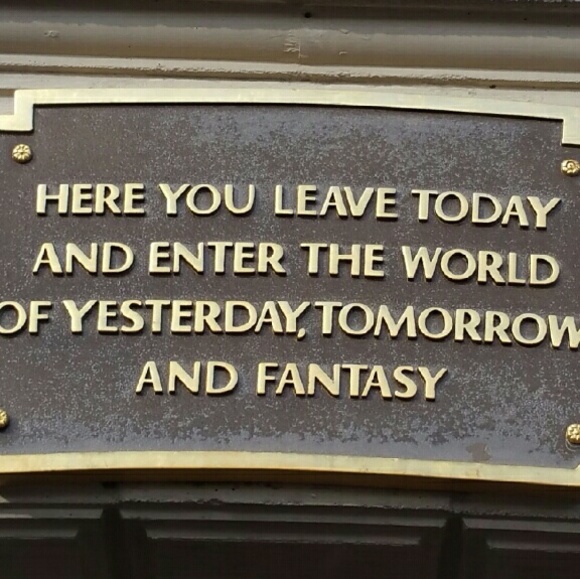 HERE YOU LEAVE TODAY
AND ENTER THE WORLD
OF YESTERDAY, TOMORROW
AND FANTASY